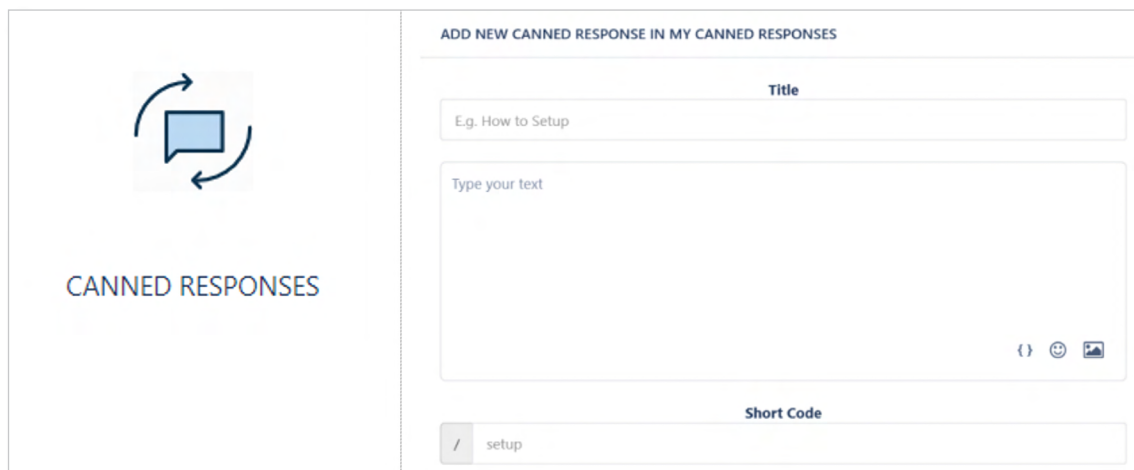 CANNED RESPONSES
ADD NEW CANNED RESPONSE IN MY CANNED RESPONSES
Title
E.g. How to Setup
Type your text
{ }
Short Code
/ setup